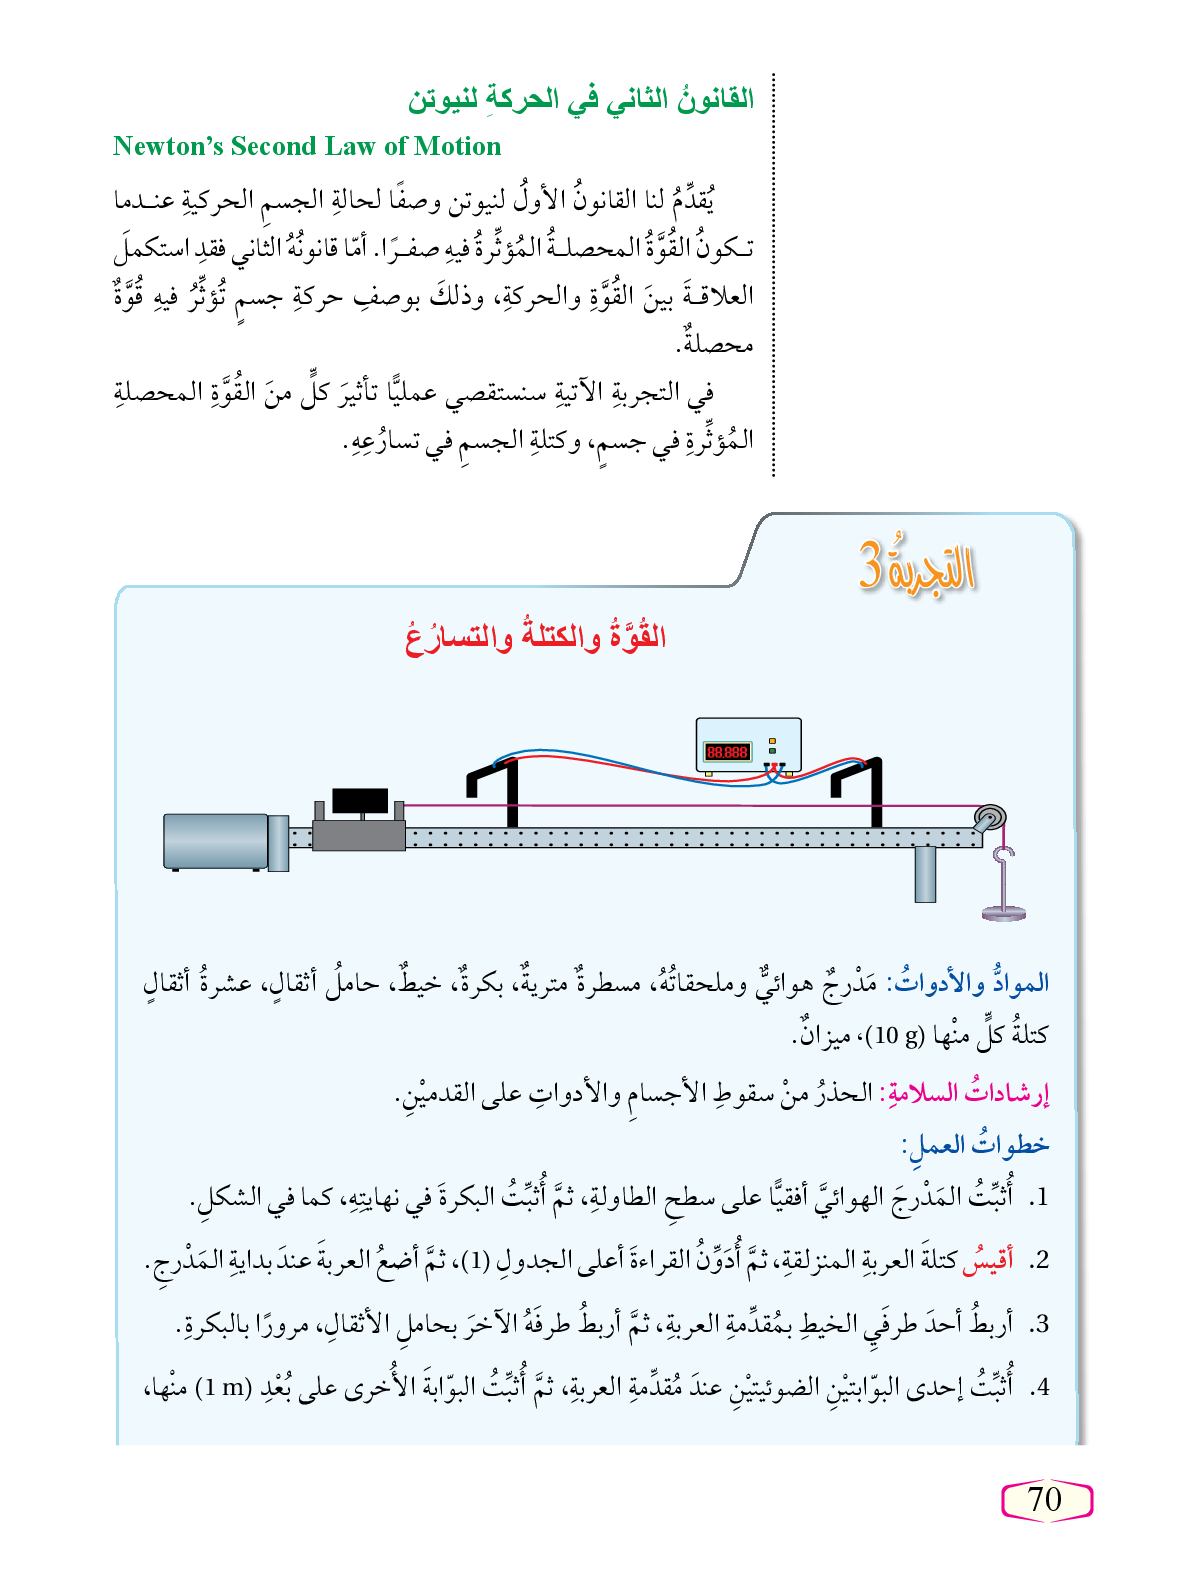 القانونُ الثاني في الحركةِ لنيوتن
Newton's Second Law of Motion
يُقدِّمُ لنا القانونُ الأولُ لنيوتن وصفًا لحالةِ الجسمِ الحركيةِ عنـدما
تـكونُ القُوَّةُ المحصلـةُ المُؤثِّرةُ فيهِ صفـرًا. أمّا قانونُهُ الثاني فقدِ استكملَ
العلاقـةَ بينَ القُوَّةِ والحركةِ، وذلكَ بوصفِ حركةِ جسمٍ تُؤثِّرُ فيهِ قُوَّةٌ
محصلةٌ.
في التجربةِ الآتيةِ سنستقصي عمليًّا تأثيرَ كلٍّ منَ القُوَّةِ المحصلةِ
المُؤثِّرةِ في جسمٍ، وكتلةِ الجسمِ في تسارُعِهِ.
التجربةُ 3
القُوَّةُ والكتلةُ والتسارُعُ
88.888
الموادُّ والأدواتُ: مَدْرجٌ هوائيٌّ وملحقاتُهُ، مسطرةٌ متريةٌ، بكرةٌ، خيطٌ، حاملُ أثقالٍ، عشرةُ أثقالٍ
كتلةُ كلٍّ منْها (10 g)، ميزانٌ.
إرشاداتُ السلامةِ: الحذرُ منْ سقوطِ الأجسامِ والأدواتِ على القدميْنِ.
خطواتُ العملِ:
1. أُثبِّتُ المَدْرجَ الهوائيَّ أفقيًّا على سطحِ الطاولةِ، ثمَّ أُثبِّتُ البكرةَ في نهايتِهِ، كما في الشكلِ.
2. أقيسُ كتلةَ العربةِ المنزلقةِ، ثمَّ أُدَوِّنُ القراءةَ أعلى الجدولِ (1)، ثمَّ أضعُ العربةَ عندَ بدايةِ المَدْرجِ.
3. أربطُ أحدَ طرفَيِ الخيطِ بمُقدِّمةِ العربةِ، ثمَّ أربطُ طرفَهُ الآخرَ بحاملِ الأثقالِ، مرورًا بالبكرةِ.
4. أُثبِّتُ إحدى البوّابتيْنِ الضوئيتيْنِ عندَ مُقدِّمةِ العربةِ، ثمَّ أُثبِّتُ البوّابةَ الأُخرى على بُعْدِ (1 m) منْها،
70